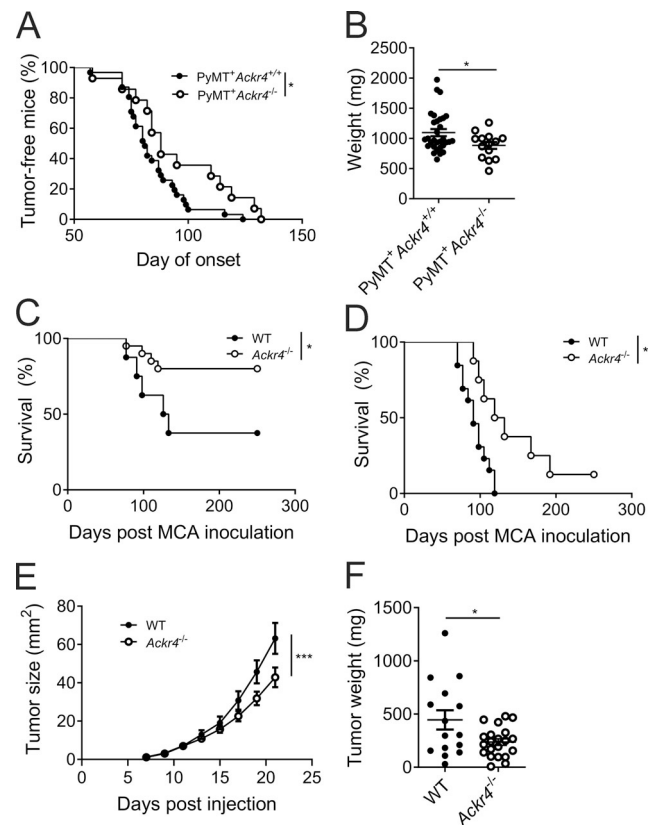 A
Tumor-free mice (%)
100
80
60
40
20
0
50
100
150
Day of onset
PyMT⁺Ackr4⁺/⁺
PyMT⁺Ackr4⁻/⁻
*
B
Weight (mg)
2500
2000
1500
1000
500
0
*
PyMT⁺ Ackr4⁺/⁺
PyMT⁺ Ackr4⁻/⁻
C
Survival (%)
100
50
0
0
100
200
300
Days post MCA inoculation
WT
Ackr4⁻/⁻
*
D
Survival (%)
100
50
0
0
100
200
300
Days post MCA inoculation
WT
Ackr4⁻/⁻
*
E
Tumor size (mm²)
80
60
40
20
0
0
5
10
15
20
25
Days post injection
WT
Ackr4⁻/⁻
***
F
Tumor weight (mg)
1500
1000
500
0
*
WT
Ackr4⁻/⁻